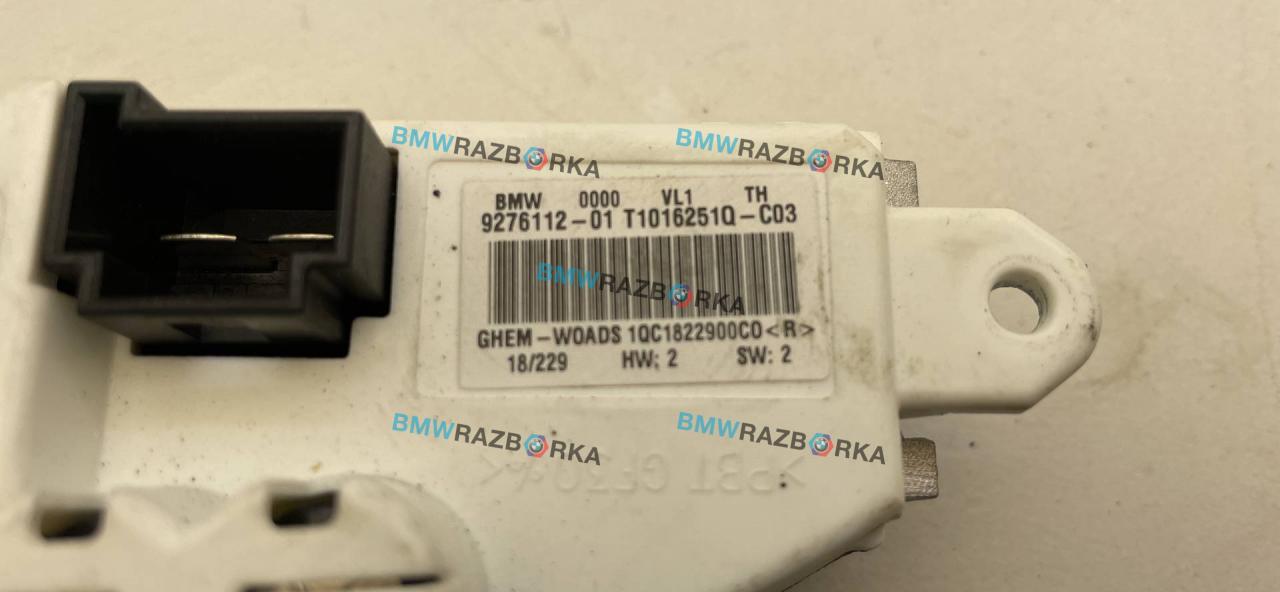 BMWRAZBORKA
BMWRAZBORKA
BMW 0000 VL1 TH
9276112-01 T1016251Q-C03
BMWRAZBORKA
GHEM-WOADS 1QC1822900C0<R>
18/229 HW; 2 SW: 2
BMWRAZBORKA
BMWRAZBORKA